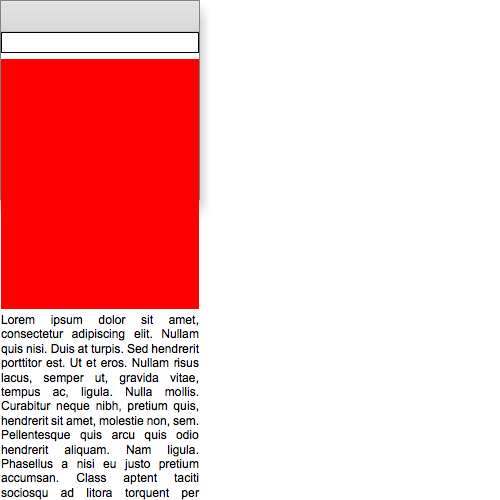 Lorem ipsum dolor sit amet,
consectetur adipiscing elit. Nullam
quis nisi. Duis at turpis. Sed hendrerit
porttitor est. Ut et eros. Nullam risus
lacus, semper ut, gravida vitae,
tempus ac, ligula. Nulla mollis.
Curabitur neque nibh, pretium quis,
hendrerit sit amet, molestie non, sem.
Pellentesque quis arcu quis odio
hendrerit aliquam. Nam ligula.
Phasellus a nisi eu justo pretium
accumsan. Class aptent taciti
sociosqu ad litora torquent per